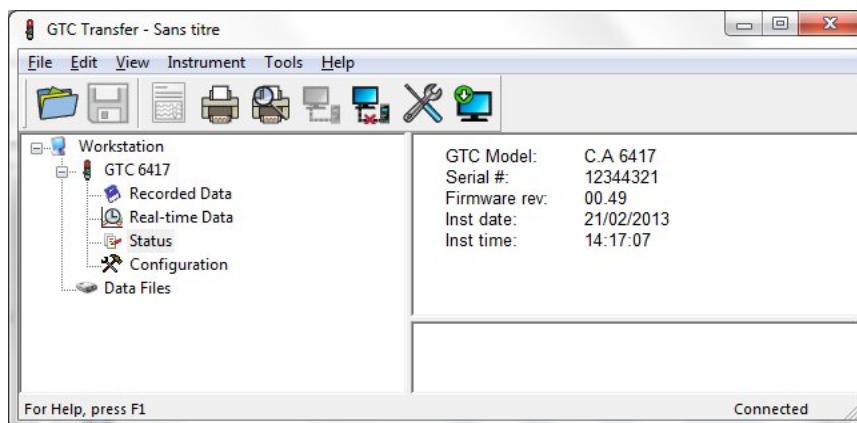 GTC Transfer - Sans titre
File Edit View Instrument Tools Help
Workstation
GTC 6417
Recorded Data
Real-time Data
Status
Configuration
Data Files
GTC Model: C.A 6417
Serial #: 12344321
Firmware rev: 00.49
Inst date: 21/02/2013
Inst time: 14:17:07
For Help, press F1 Connected